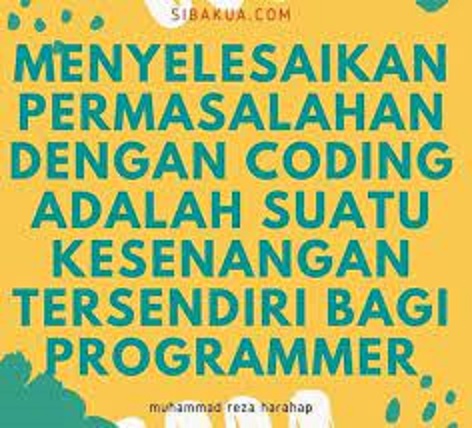 SIBAKUA.COM
MENYELESAIKAN
PERMASALAHAN
DENGAN CODING
ADALAH SUATU
KESENANGAN
TERSENDIRI BAGI
PROGRAMMER
muhammad reza harahap